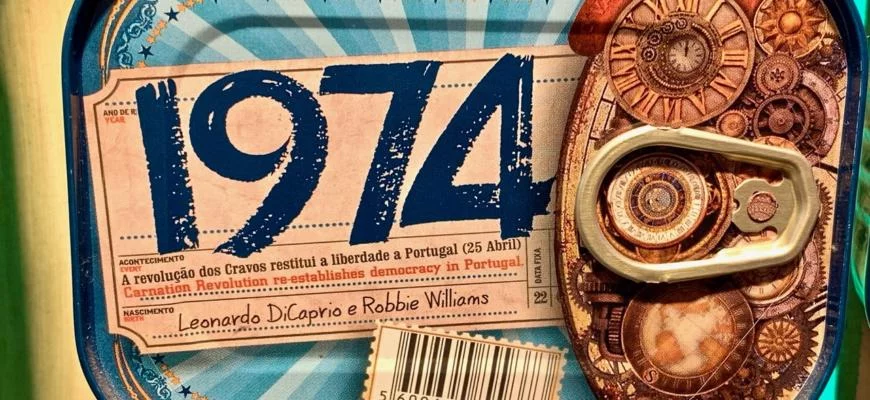 1974
ANO DE R
YEAR
ACONTECIMENTO
EVENT
A revolução dos Cravos restitui a liberdade a Portugal (25 Abril)
Carnation Revolution re-establishes democracy in Portugal.
DATA FIXA
22
NASCIMENTO
BIRTH
Leonardo DiCaprio e Robbie Williams